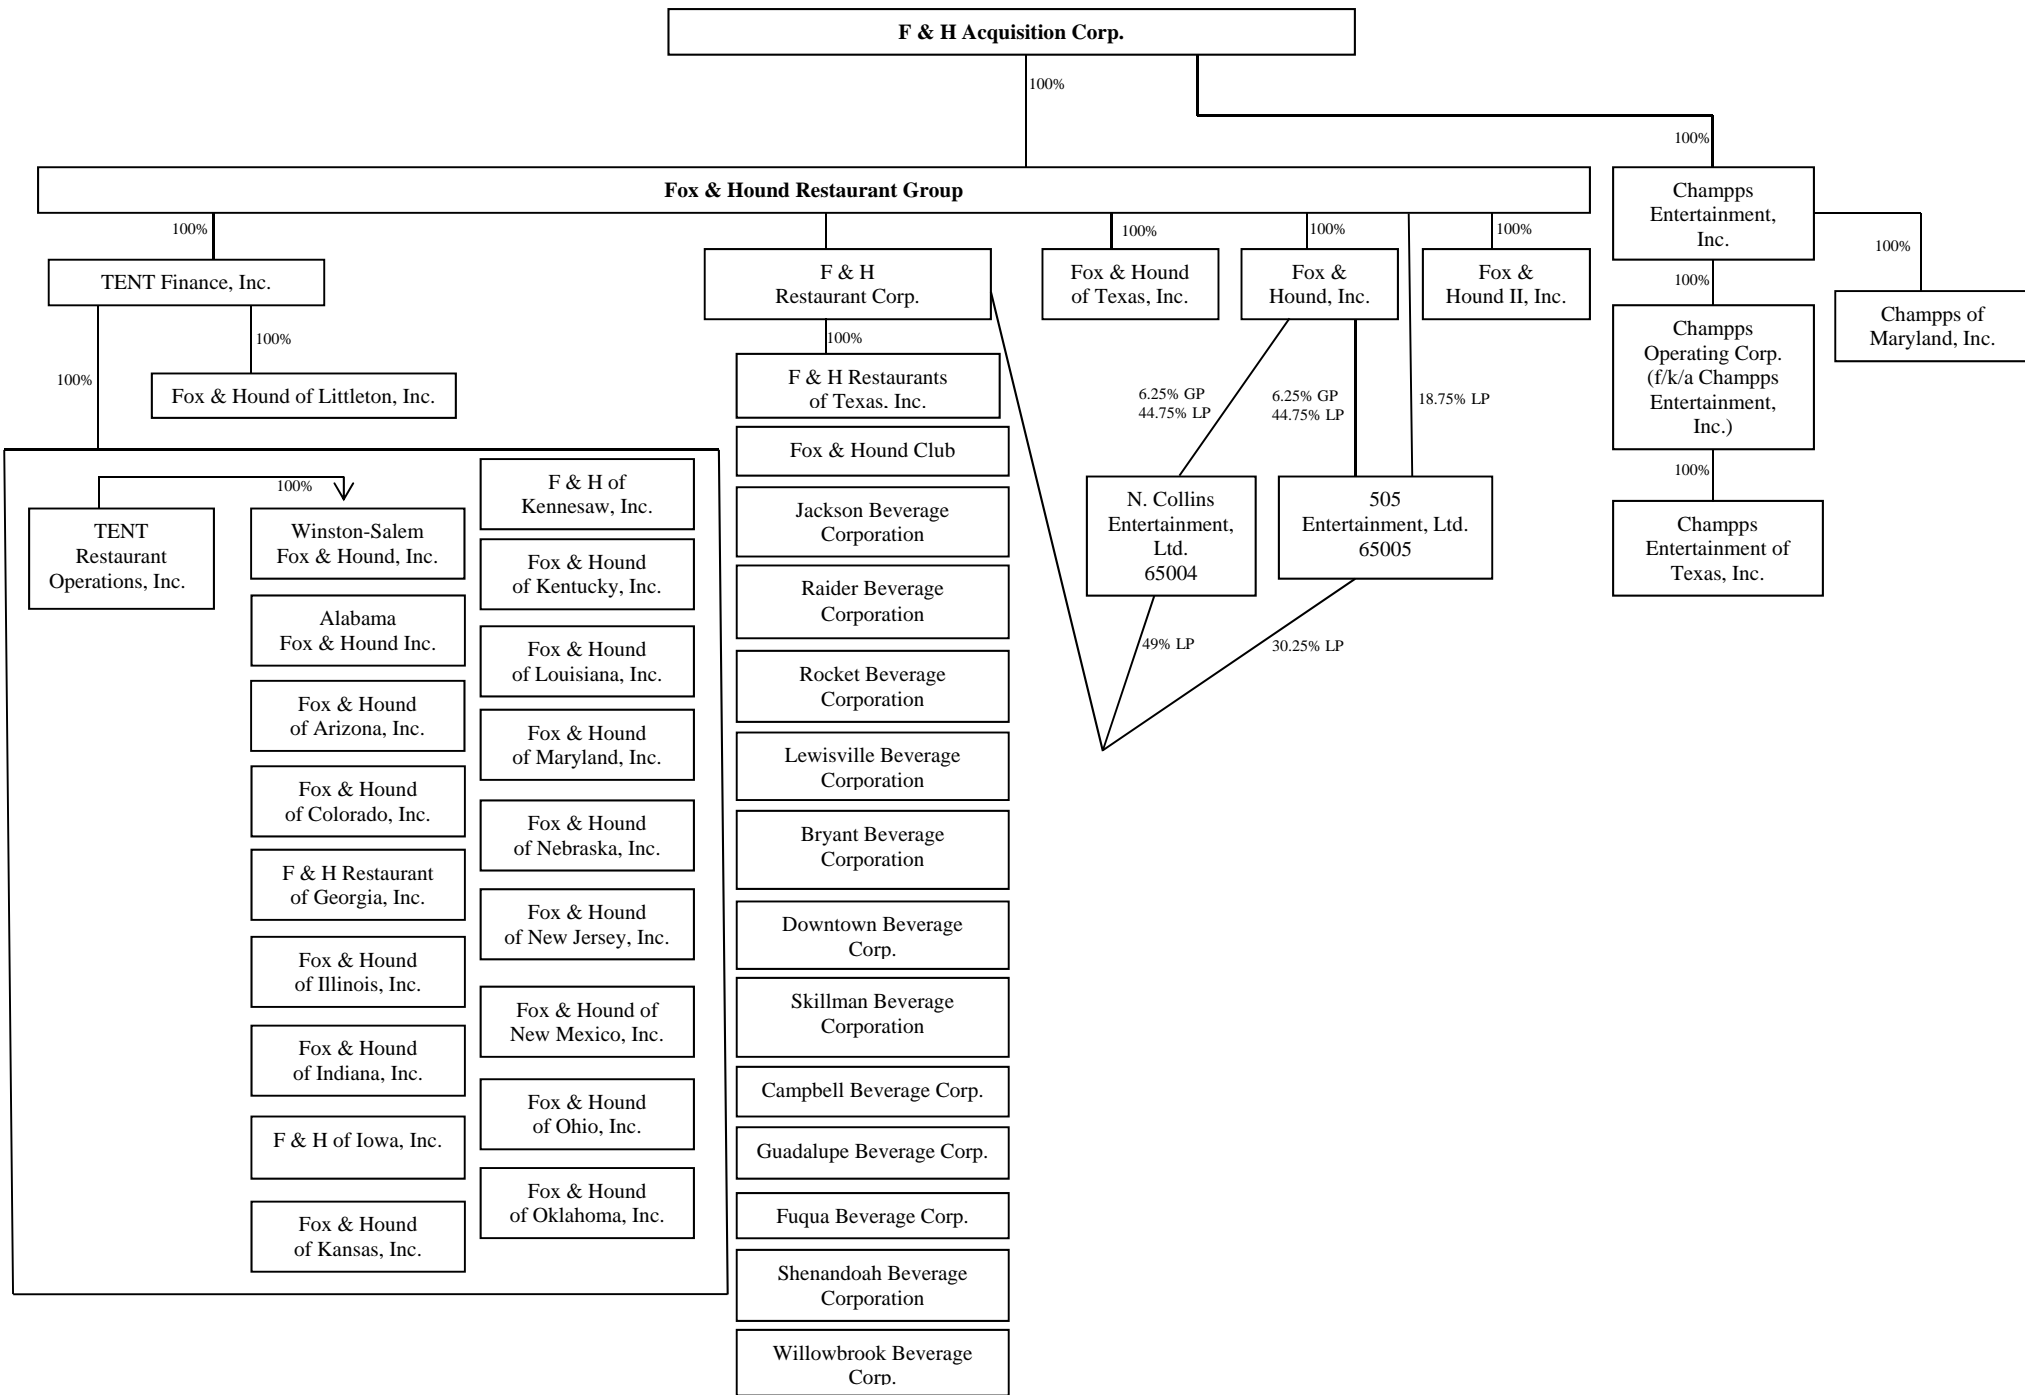 F & H Acquisition Corp.
100%
100%
Fox & Hound Restaurant Group
Champps
Entertainment,
Inc.
100%
100%
100%
100%
100%
100%
TENT Finance, Inc.
F & H
Restaurant Corp.
Fox & Hound
of Texas, Inc.
Fox &
Hound, Inc.
Fox &
Hound II, Inc.
100%
Champps of
Maryland, Inc.
100%
100%
100%
Champps
Operating Corp.
(f/k/a Champps
Entertainment,
Inc.)
Fox & Hound of Littleton, Inc.
F & H Restaurants
of Texas. Inc.
6.25% GP
44.75% LP
6.25% GP
44.75% LP
18.75% LP
100%
100%
TENT
Restaurant
Operations, Inc.
Winston-Salem
Fox & Hound, Inc.
Alabama
Fox & Hound Inc.
Fox & Hound
of Arizona, Inc.
Fox & Hound
of Colorado, Inc.
F & H Restaurant
of Georgia, Inc.
Fox & Hound
of Illinois, Inc.
Fox & Hound
of Indiana, Inc.
F & H of Iowa, Inc.
Fox & Hound
of Kansas, Inc.
F & H of
Kennesaw, Inc.
Fox & Hound
of Kentucky, Inc.
Fox & Hound
of Louisiana, Inc.
Fox & Hound
of Maryland, Inc.
Fox & Hound
of Nebraska, Inc.
Fox & Hound
of New Jersey, Inc.
Fox & Hound of
New Mexico, Inc.
Fox & Hound
of Ohio, Inc.
Fox & Hound
of Oklahoma, Inc.
Fox & Hound Club
Jackson Beverage
Corporation
Raider Beverage
Corporation
Rocket Beverage
Corporation
Lewisville Beverage
Corporation
Bryant Beverage
Corporation
Downtown Beverage
Corp.
Skillman Beverage
Corporation
Campbell Beverage Corp.
Guadalupe Beverage Corp.
Fuqua Beverage Corp.
Shenandoah Beverage
Corporation
Willowbrook Beverage
Corp.
N. Collins
Entertainment,
Ltd.
65004
505
Entertainment, Ltd.
65005
49% LP
30.25% LP
Champps
Entertainment of
Texas, Inc.